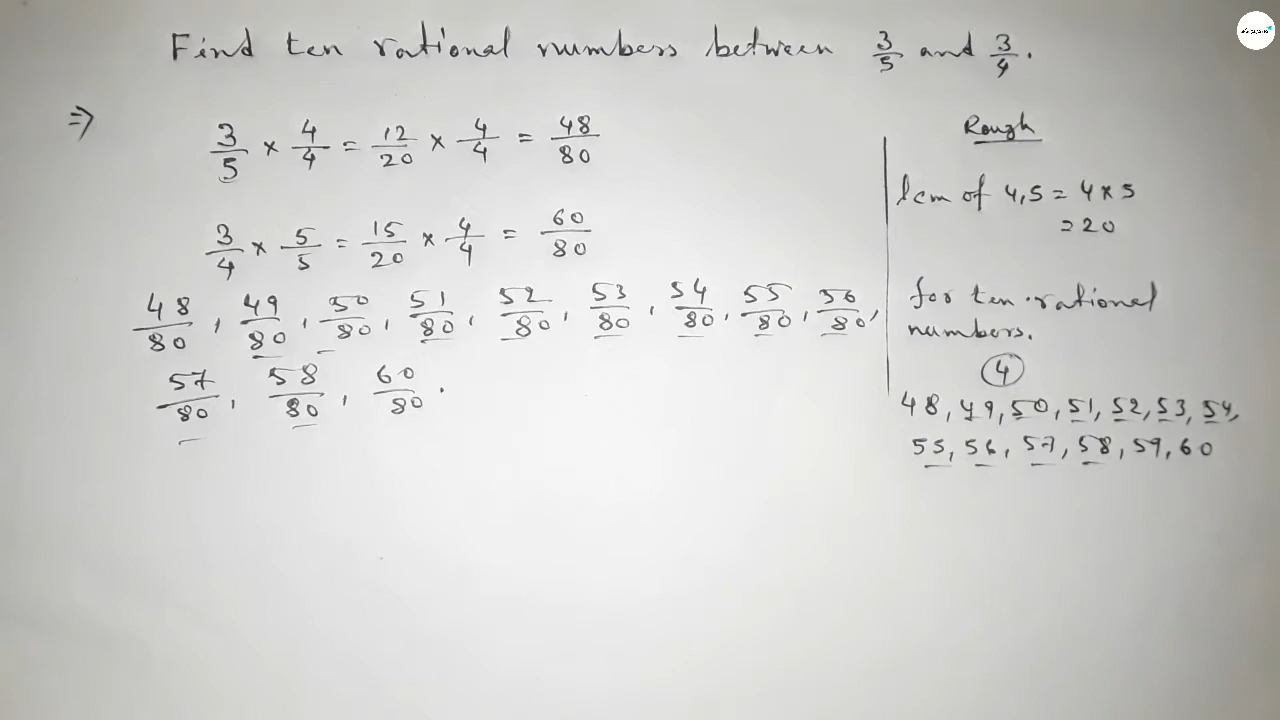 Find ten rational numbers between 3/5 and 3/4.
⇒ 3/5 × 4/4 = 12/20 × 4/4 = 48/80
3/4 × 5/5 = 15/20 × 4/4 = 60/80
48/80, 49/80, 50/80, 51/80, 52/80, 53/80, 54/80, 55/80, 56/80,
57/80, 58/80, 60/80.
Rough
lcm of 4,5 = 4×5
=20
for ten rational
numbers.
4
48, 49, 50, 51, 52, 53, 54,
55, 56, 57, 58, 59, 60